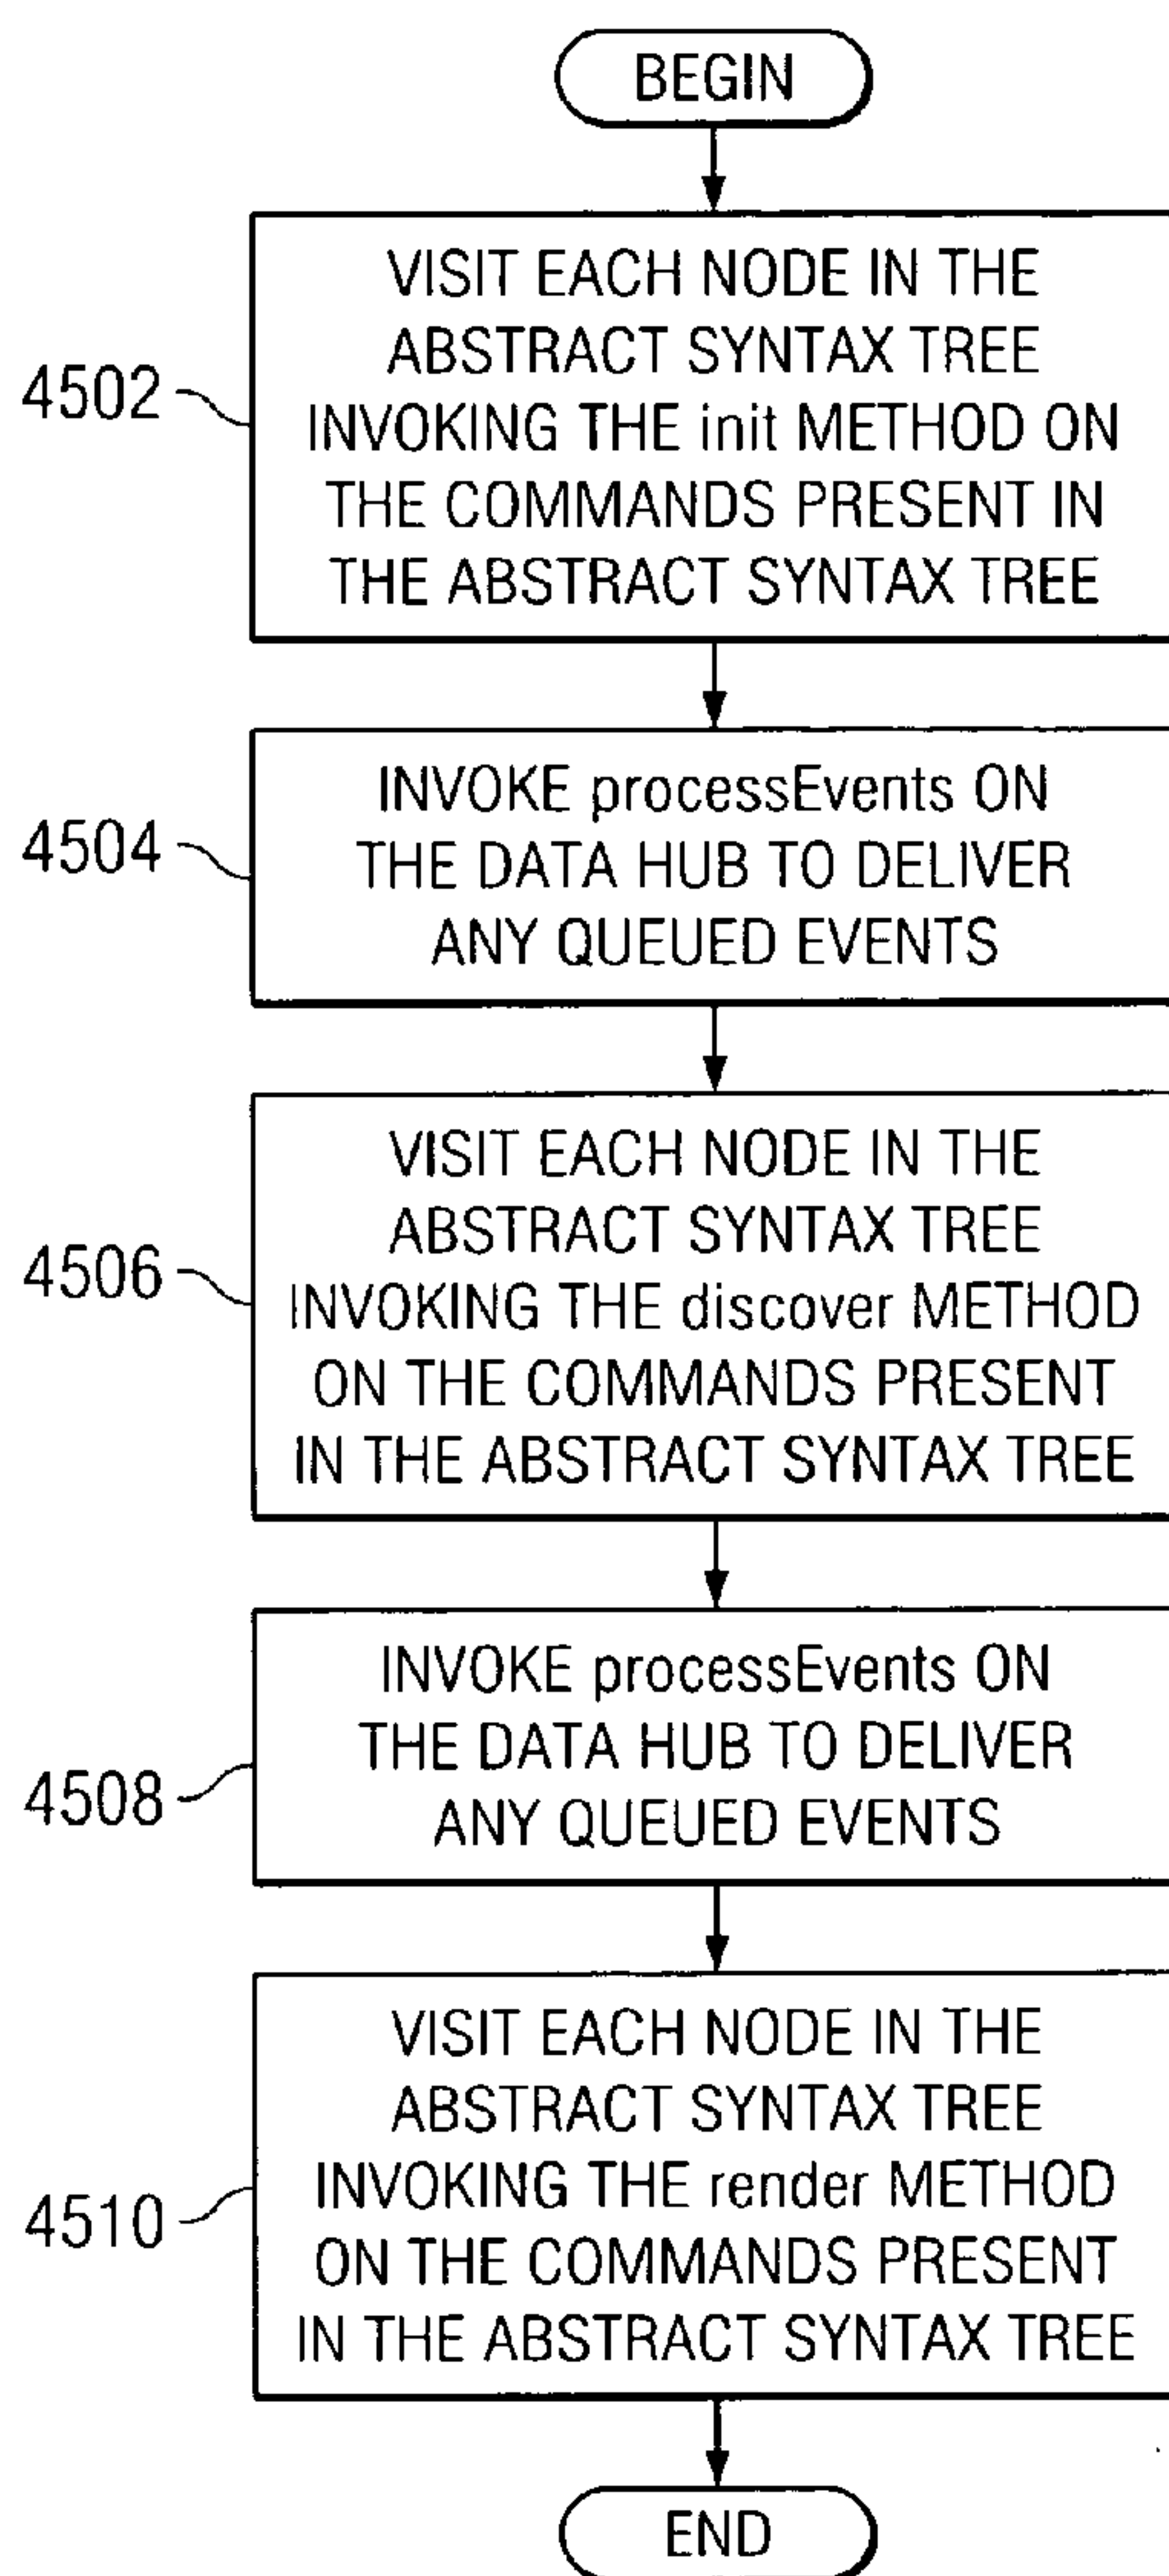 BEGIN
VISIT EACH NODE IN THE
ABSTRACT SYNTAX TREE
INVOKING THE init METHOD ON
THE COMMANDS PRESENT IN
THE ABSTRACT SYNTAX TREE
4502
INVOKE processEvents ON
THE DATA HUB TO DELIVER
ANY QUEUED EVENTS
4504
VISIT EACH NODE IN THE
ABSTRACT SYNTAX TREE
INVOKING THE discover METHOD
ON THE COMMANDS PRESENT
IN THE ABSTRACT SYNTAX TREE
4506
INVOKE processEvents ON
THE DATA HUB TO DELIVER
ANY QUEUED EVENTS
4508
VISIT EACH NODE IN THE
ABSTRACT SYNTAX TREE
INVOKING THE render METHOD
ON THE COMMANDS PRESENT
IN THE ABSTRACT SYNTAX TREE
4510
END